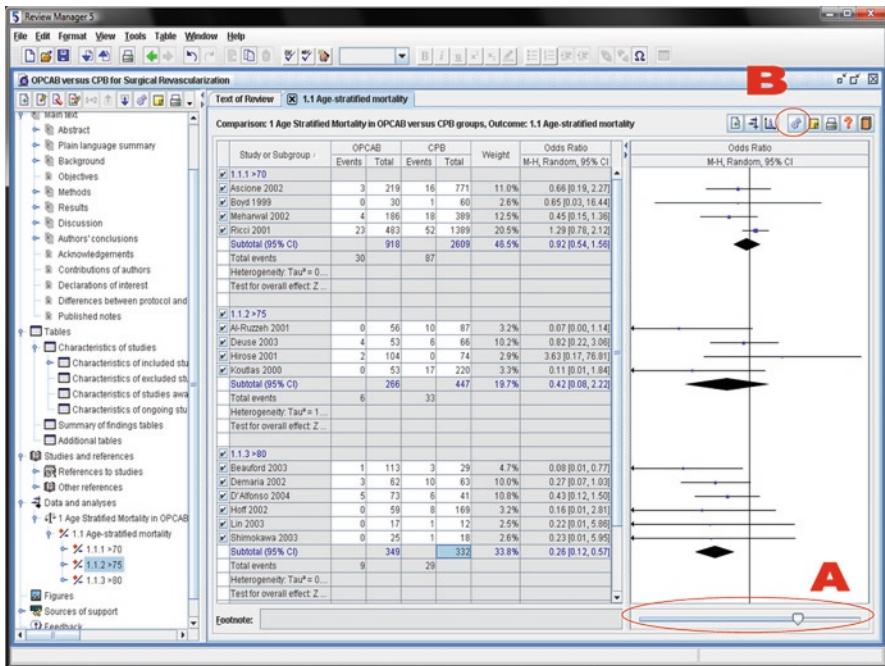 5 Review Manager 5
File Edit Format View Tools Table Window Help
OPCAB versus CPB for Surgical Revascularization
B
Text of Review 1.1 Age-stratified mortality
Comparison: 1 Age Stratified Mortality in OPCAB versus CPB groups, Outcome: 1.1 Age-stratified mortality
Main text
Abstract
Plain language summary
Background
Objectives
Methods
Results
Discussion
Authors' conclusions
Acknowledgements
Contributions of authors
Declarations of interest
Differences between protocol and
Published notes
Tables
Characteristics of studies
Characteristics of included stu
Characteristics of excluded stu
Characteristics of studies awa
Characteristics of ongoing stu
Summary of findings tables
Additional tables
Studies and references
References to studies
Other references
Data and analyses
1 Age Stratified Mortality in OPCAB
1.1 Age-stratified mortality
1.1.1 >70
1.1.2 >75
1.1.3 >80
Figures
Sources of support
Feedback
Study or Subgroup OPCAB CPB Weight Odds Ratio Odds Ratio
Events Total Events Total M-H, Random, 95% CI M-H, Random, 95% CI
1.1.1 >70
Ascione 2002 3 219 16 771 11.0% 0.66 [0.19, 2.27]
Boyd 1999 0 30 1 60 2.6% 0.65 [0.03, 16.44]
Meharwal 2002 4 186 18 389 12.5% 0.45 [0.15, 1.36]
Ricci 2001 23 483 52 1389 20.5% 1.29 [0.78, 2.12]
Subtotal (95% CI) 918 2609 46.5% 0.92 [0.54, 1.56]
Total events 30 87
Heterogeneity: Tau² = 0....
Test for overall effect: Z ...
1.1.2 >75
Al-Ruzzeh 2001 0 56 10 87 3.2% 0.07 [0.00, 1.14]
Deuse 2003 4 53 6 66 10.2% 0.82 [0.22, 3.06]
Hirose 2001 2 104 0 74 2.9% 3.63 [0.17, 76.81]
Koutlas 2000 0 53 17 220 3.3% 0.11 [0.01, 1.84]
Subtotal (95% CI) 266 447 19.7% 0.42 [0.08, 2.22]
Total events 6 33
Heterogeneity: Tau² = 1....
Test for overall effect: Z ...
1.1.3 >80
Beauford 2003 1 113 3 29 4.7% 0.08 [0.01, 0.77]
Demaria 2002 3 62 10 63 10.0% 0.27 [0.07, 1.03]
D'Alfonso 2004 5 73 6 41 10.8% 0.43 [0.12, 1.50]
Hoff 2002 0 59 8 169 3.2% 0.16 [0.01, 2.81]
Lin 2003 0 17 1 12 2.5% 0.22 [0.01, 5.86]
Shimokawa 2003 0 25 1 18 2.6% 0.23 [0.01, 5.95]
Subtotal (95% CI) 349 332 33.8% 0.26 [0.12, 0.57]
Total events 9 29
Heterogeneity: Tau² = 0....
Test for overall effect: Z ...
A
Footnote: